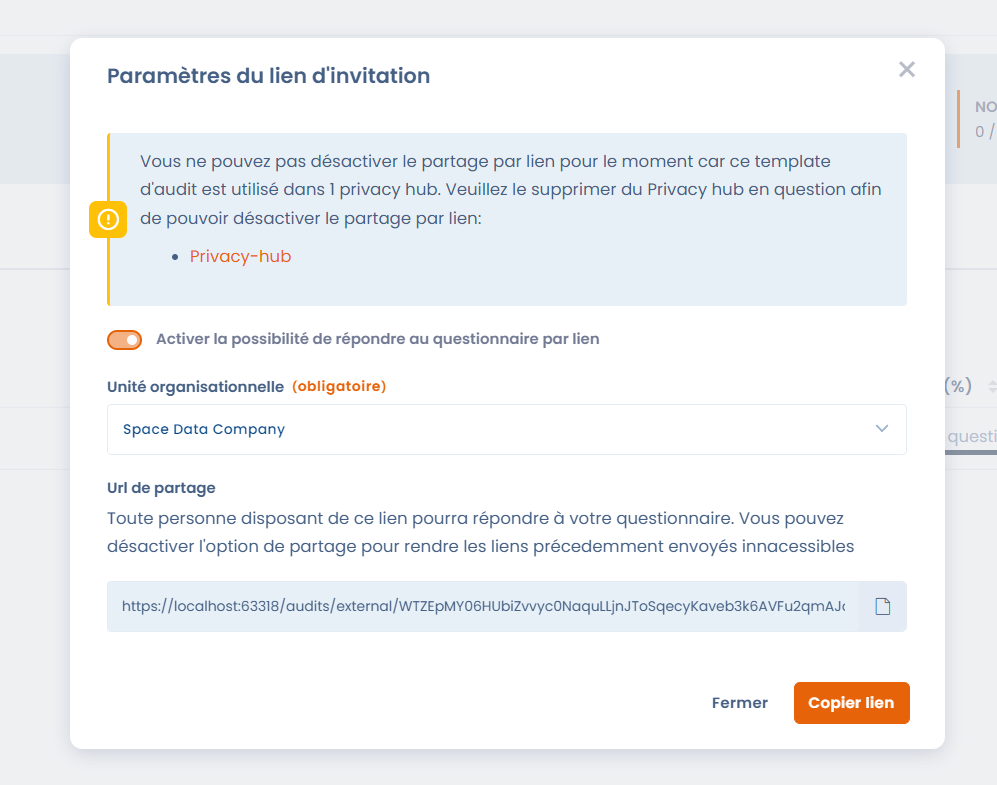 Paramètres du lien d'invitation
NO
0 /
Vous ne pouvez pas désactiver le partage par lien pour le moment car ce template
d'audit est utilisé dans 1 privacy hub. Veuillez le supprimer du Privacy hub en question afin
de pouvoir désactiver le partage par lien:
• Privacy-hub
Activer la possibilité de répondre au questionnaire par lien
Unité organisationnelle (obligatoire)
(%)
Space Data Company
questi
Url de partage
Toute personne disposant de ce lien pourra répondre à votre questionnaire. Vous pouvez
désactiver l'option de partage pour rendre les liens précedemment envoyés innacessibles
https://localhost:63318/audits/external/WTZEpMY06HUbiZvvyc0NaquLLjnJToSqecyKaveb3k6AVFu2qmAJ
Fermer
Copier lien